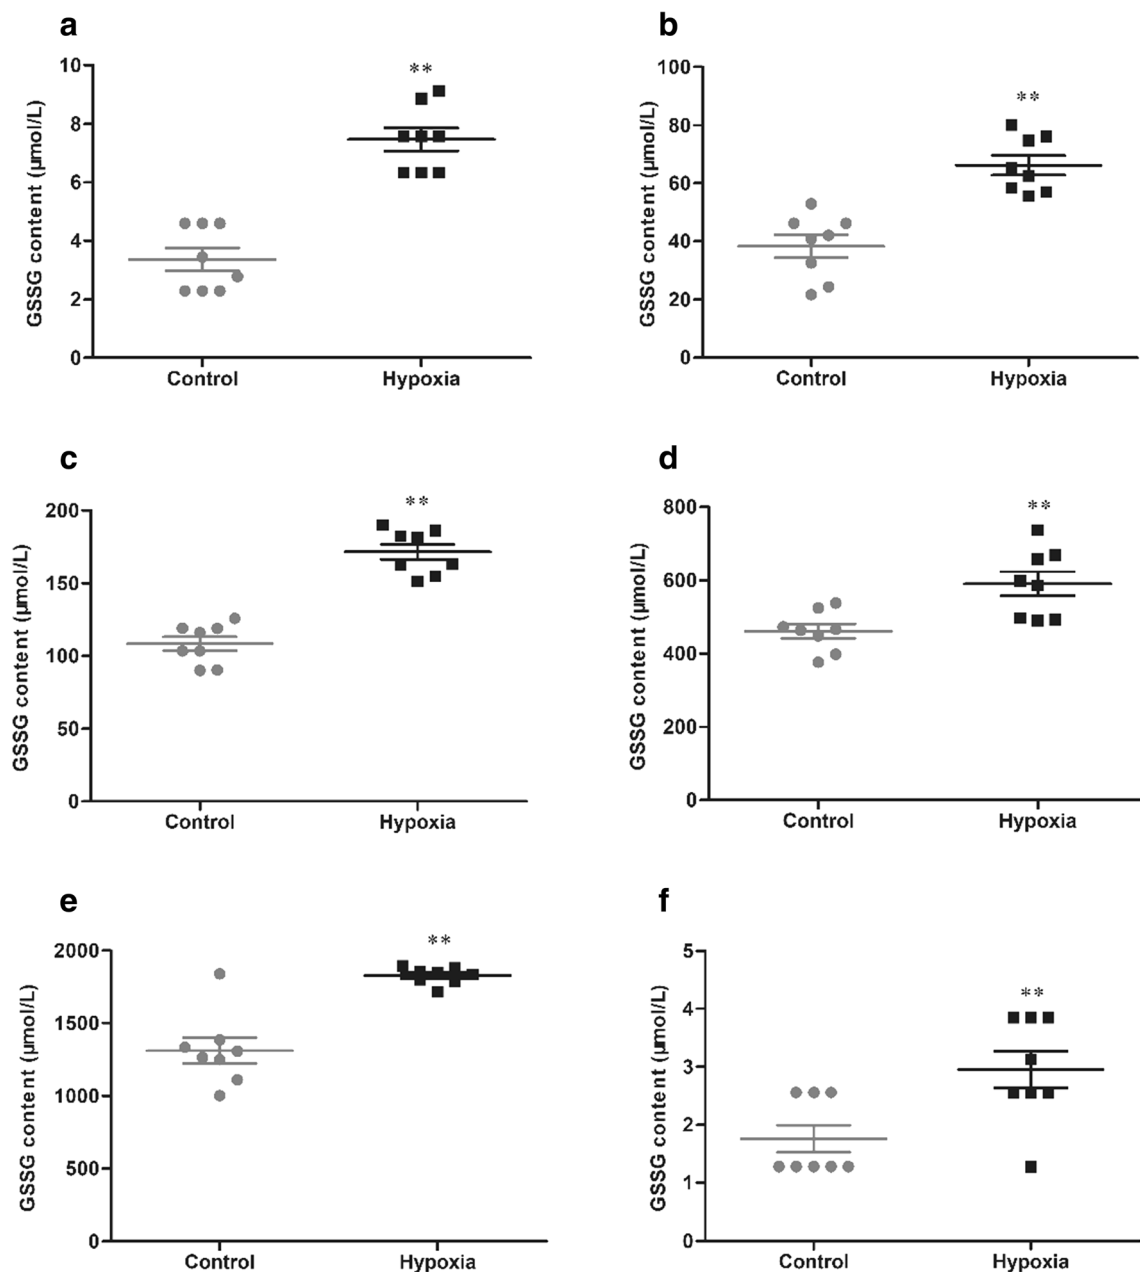 a
GSSG content (µmol/L)
10
8
6
4
2
0
**
Control
Hypoxia
b
GSSG content (µmol/L)
100
80
60
40
20
0
**
Control
Hypoxia
c
GSSG content (µmol/L)
200
150
100
50
0
**
Control
Hypoxia
d
GSSG content (µmol/L)
800
600
400
200
0
**
Control
Hypoxia
e
GSSG content (µmol/L)
2000
1500
1000
500
0
**
Control
Hypoxia
f
GSSG content (µmol/L)
5
4
3
2
1
0
**
Control
Hypoxia